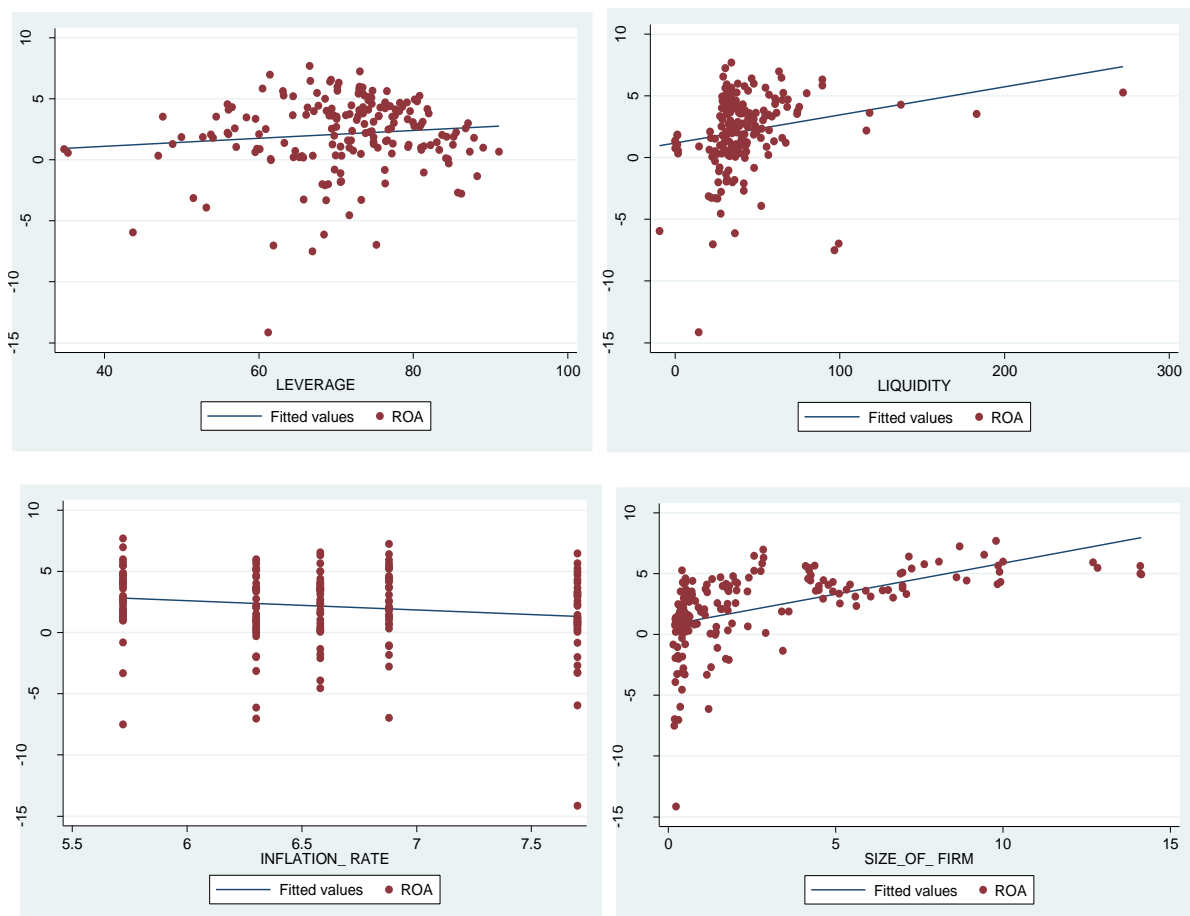 10
5
0
-5
-10
-15
40 60 80 100
LEVERAGE
Fitted values ROA
10
5
0
-5
-10
-15
0 100 200 300
LIQUIDITY
Fitted values ROA
10
5
0
-5
-10
-15
5.5 6 6.5 7 7.5
INFLATION_ RATE
Fitted values ROA
10
5
0
-5
-10
-15
0 5 10 15
SIZE_OF_ FIRM
Fitted values ROA